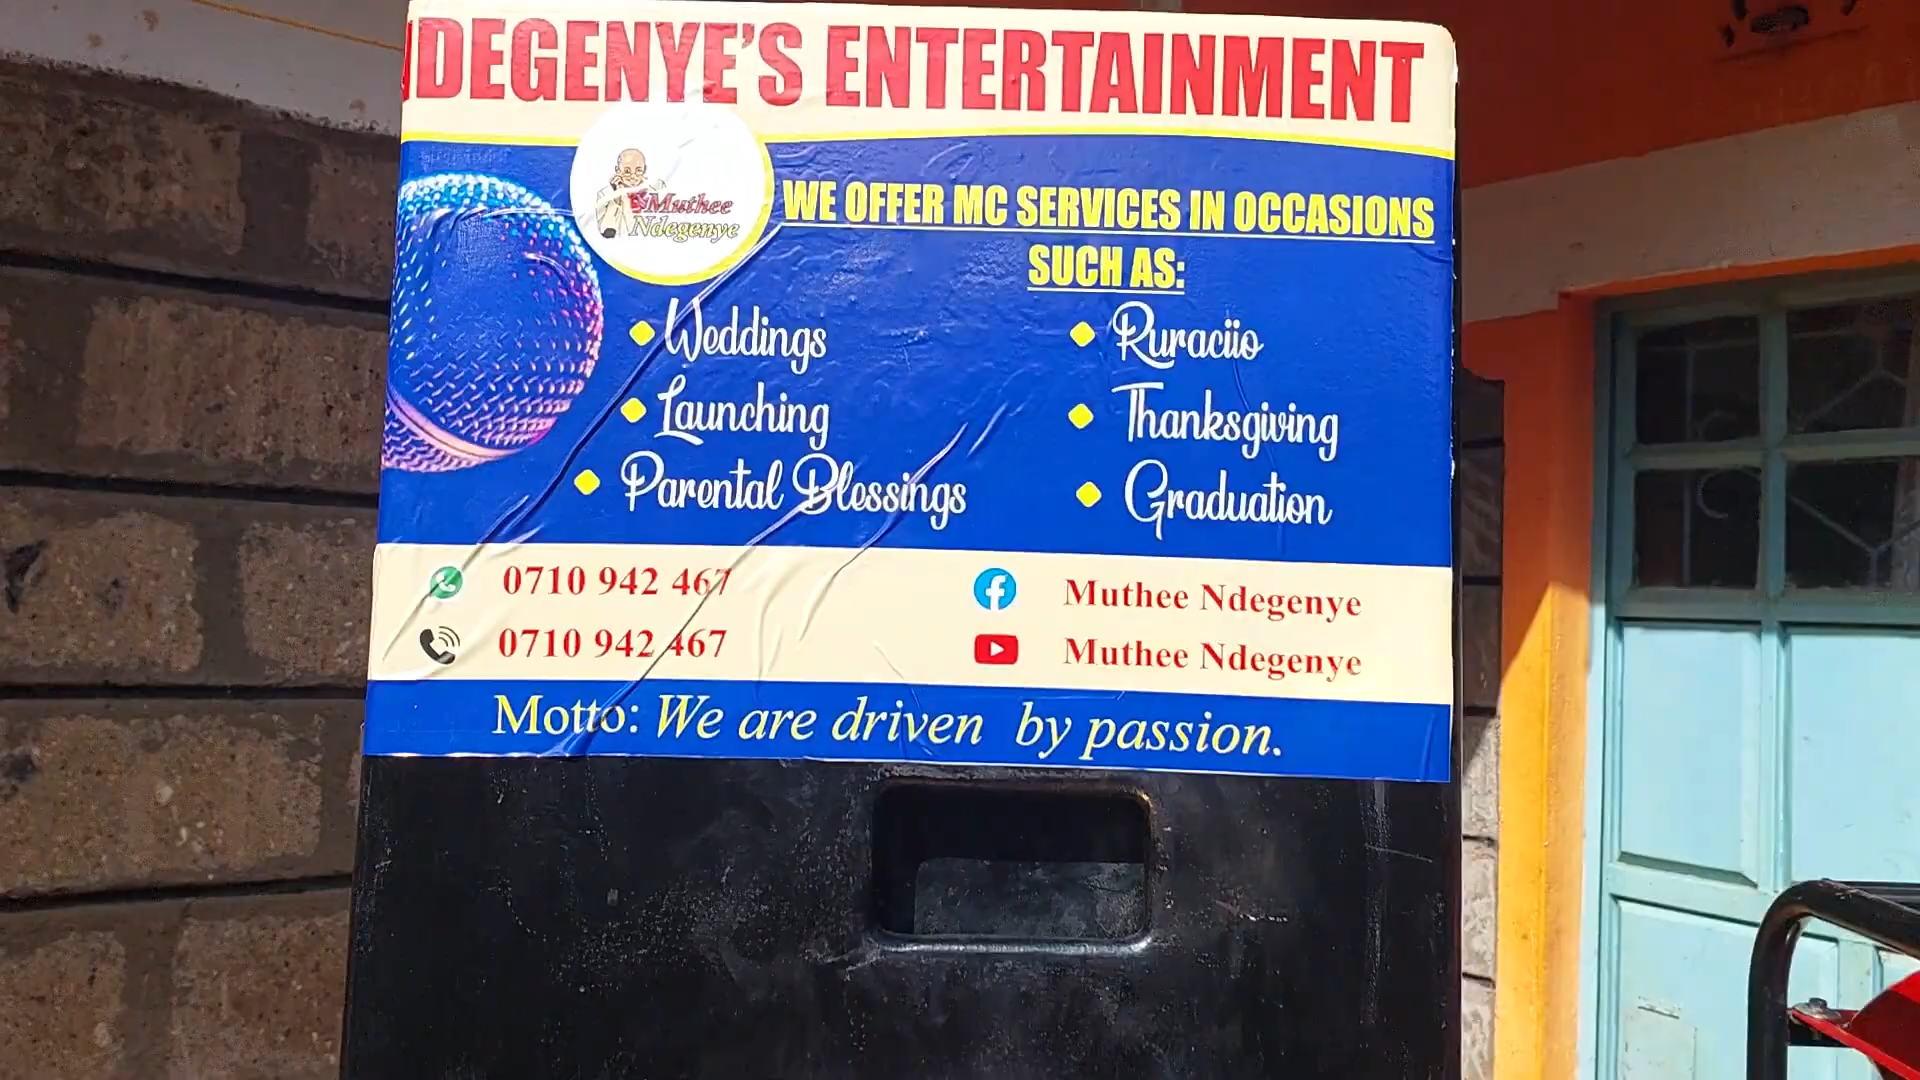 NDEGENYE'S ENTERTAINMENT
Muthee
Ndegenye
WE OFFER MC SERVICES IN OCCASIONS
SUCH AS:
Weddings
Launching
Parental Blessings
Ruraciio
Thanksgiving
Graduation
0710 942 467
0710 942 467
Muthee Ndegenye
Muthee Ndegenye
Motto: We are driven by passion.